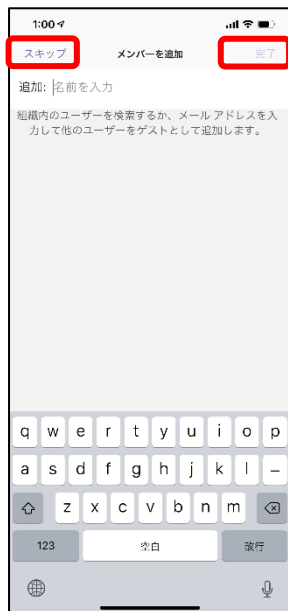 1:00
スキップ メンバーを追加 完了
追加: 名前を入力
組織内のユーザーを検索するか、メール アドレスを入
力して他のユーザーをゲストとして追加します。
q w e r t y u i o p
a s d f g h j k l –
z x c v b n m
123 空白 改行